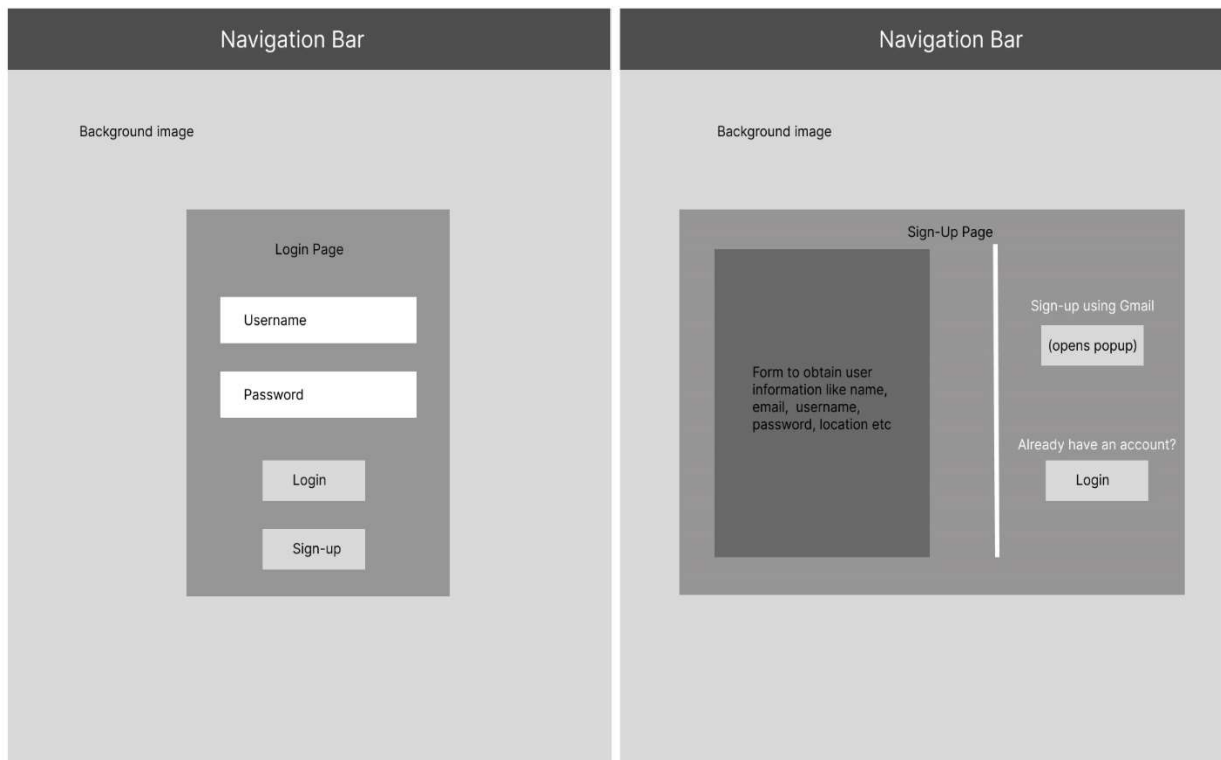 Navigation Bar
Background image
Login Page
Username
Password
Login
Sign-up
Navigation Bar
Background image
Sign-Up Page
Form to obtain user
information like name,
email, username,
password, location etc
Sign-up using Gmail
(opens popup)
Already have an account?
Login